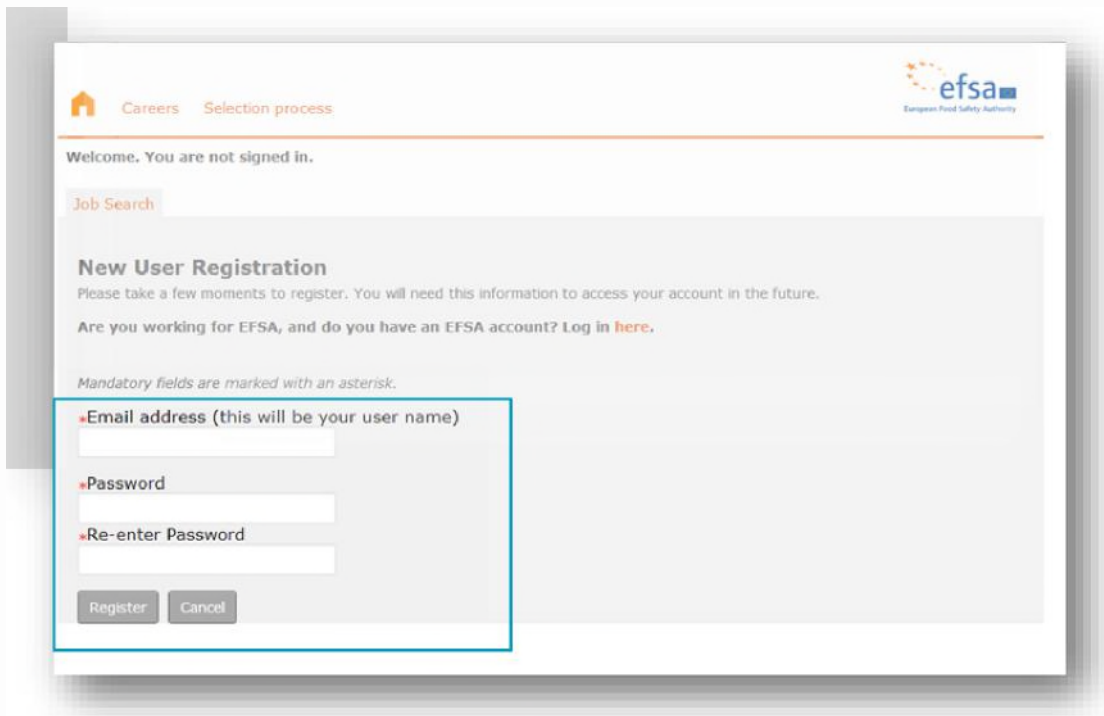 efsa
European Food Safety Authority
Careers Selection process
Welcome. You are not signed in.
Job Search
New User Registration
Please take a few moments to register. You will need this information to access your account in the future.
Are you working for EFSA, and do you have an EFSA account? Log in here.
Mandatory fields are marked with an asterisk.
*Email address (this will be your user name)
*Password
*Re-enter Password
Register Cancel